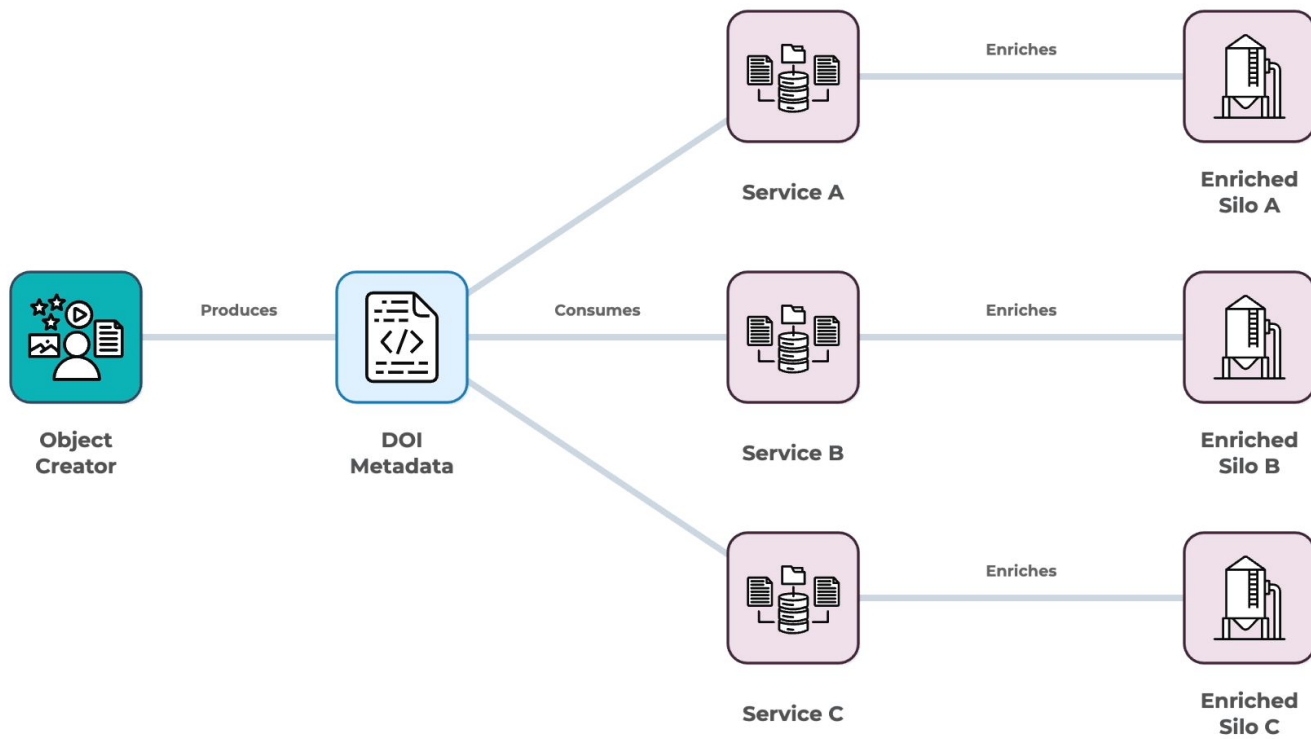 Enriches
Service A
Enriched
Silo A
Produces
Consumes
Enriches
Object
Creator
DOI
Metadata
Service B
Enriched
Silo B
Enriches
Service C
Enriched
Silo C